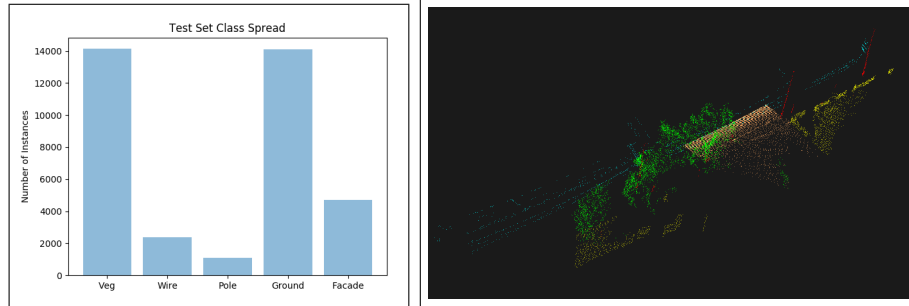 Test Set Class Spread
14000
12000
10000
8000
6000
4000
2000
0
Number of Instances
Veg Wire Pole Ground Facade